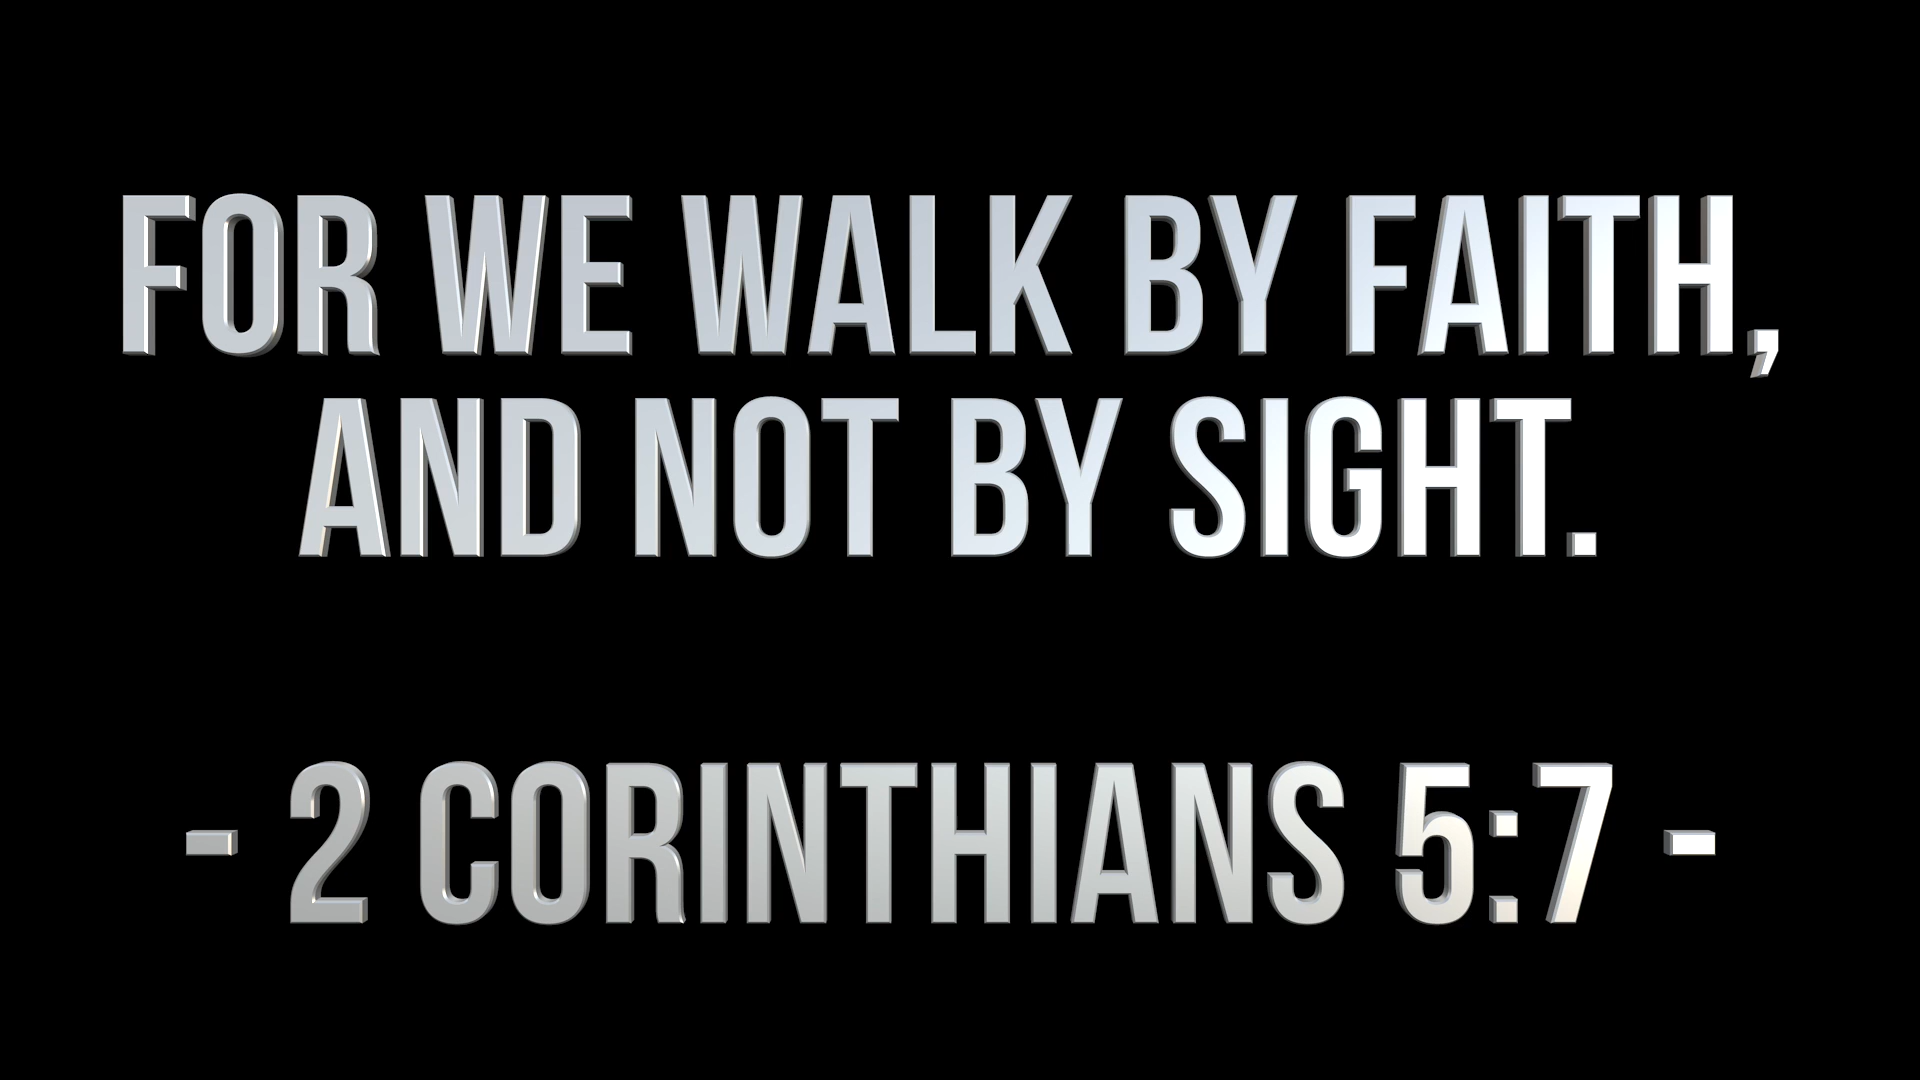 FOR WE WALK BY FAITH,
AND NOT BY SIGHT.
- 2 CORINTHIANS 5:7 -